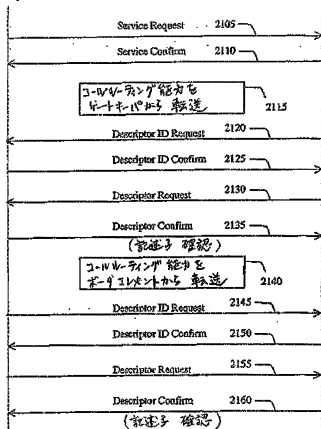 Service Request 2105
Service Confirm 2110
コールルーティング能力を
ゲートキーパから 転送
2115
Descriptor ID Request 2120
Descriptor ID Confirm 2125
Descriptor Request 2130
Descriptor Confirm 2135
(記述子 確認)
コールルーティング能力を
ボーダエレメントから 転送
2140
Descriptor ID Request 2145
Descriptor ID Confirm 2150
Descriptor Request 2155
Descriptor Confirm 2160
(記述子 確認)